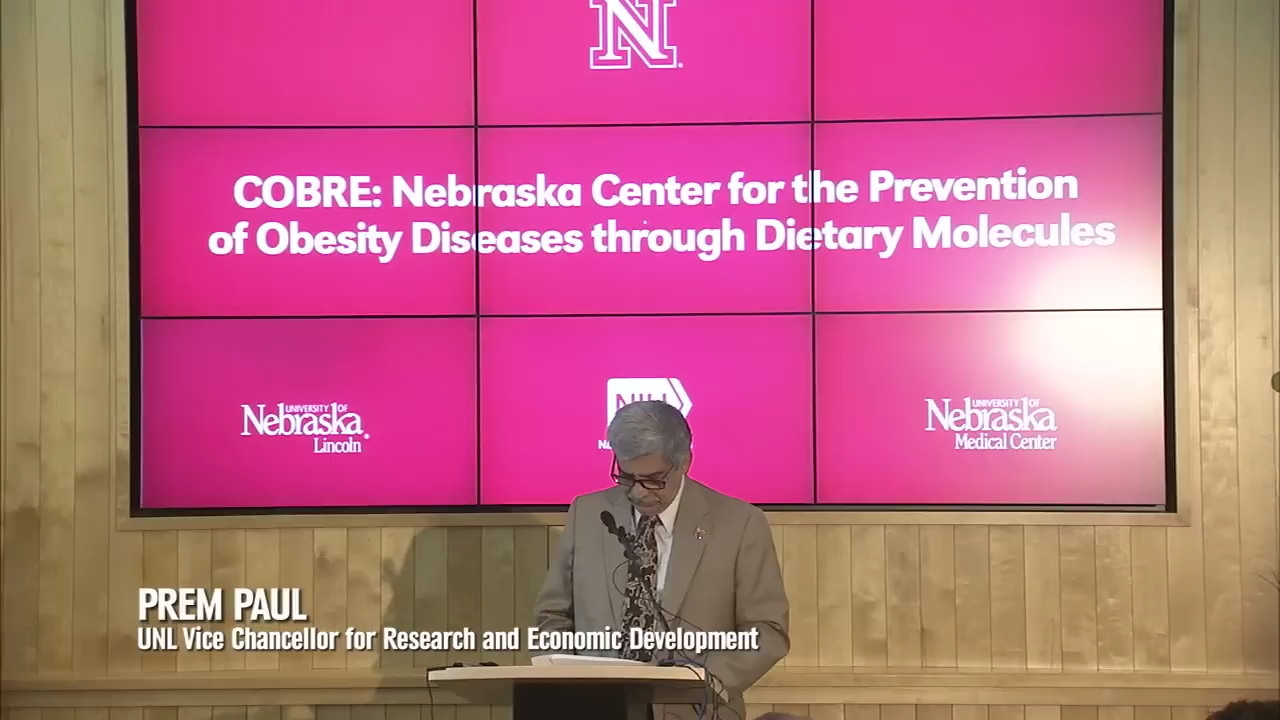 N
COBRE: Nebraska Center for the Prevention
of Obesity Diseases through Dietary Molecules
UNIVERSITY OF
Nebraska
Lincoln
NIH
UNIVERSITY OF
Nebraska
Medical Center
PREM PAUL
UNL Vice Chancellor for Research and Economic Development